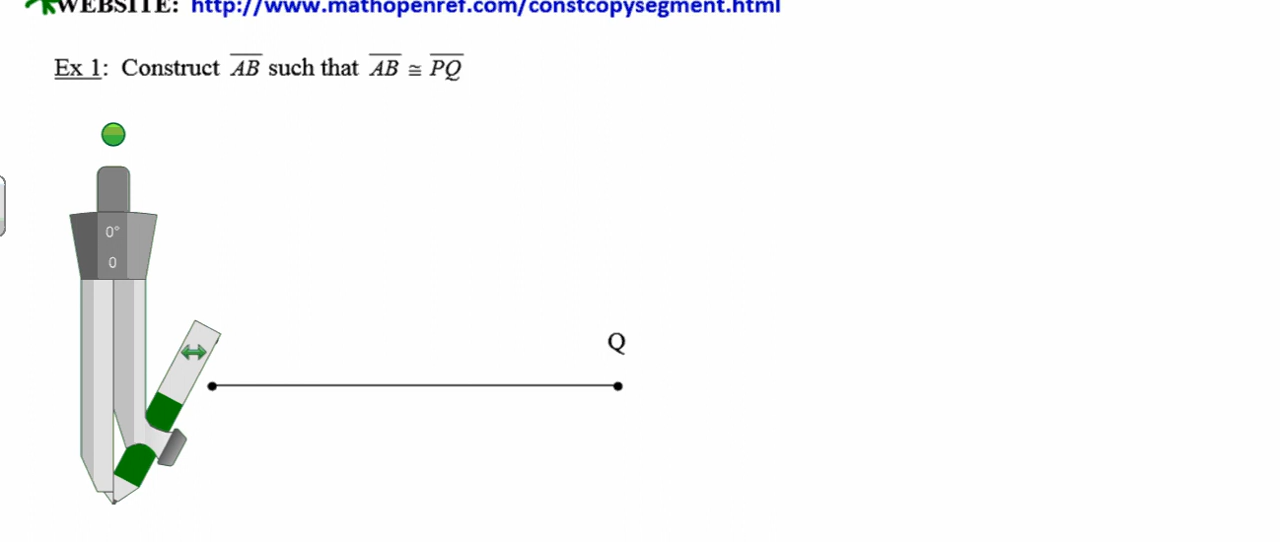 WEBSITE: http://www.mathopenref.com/constcopysegment.html
Ex 1: Construct AB such that AB ≅ PQ
0°
0
Q